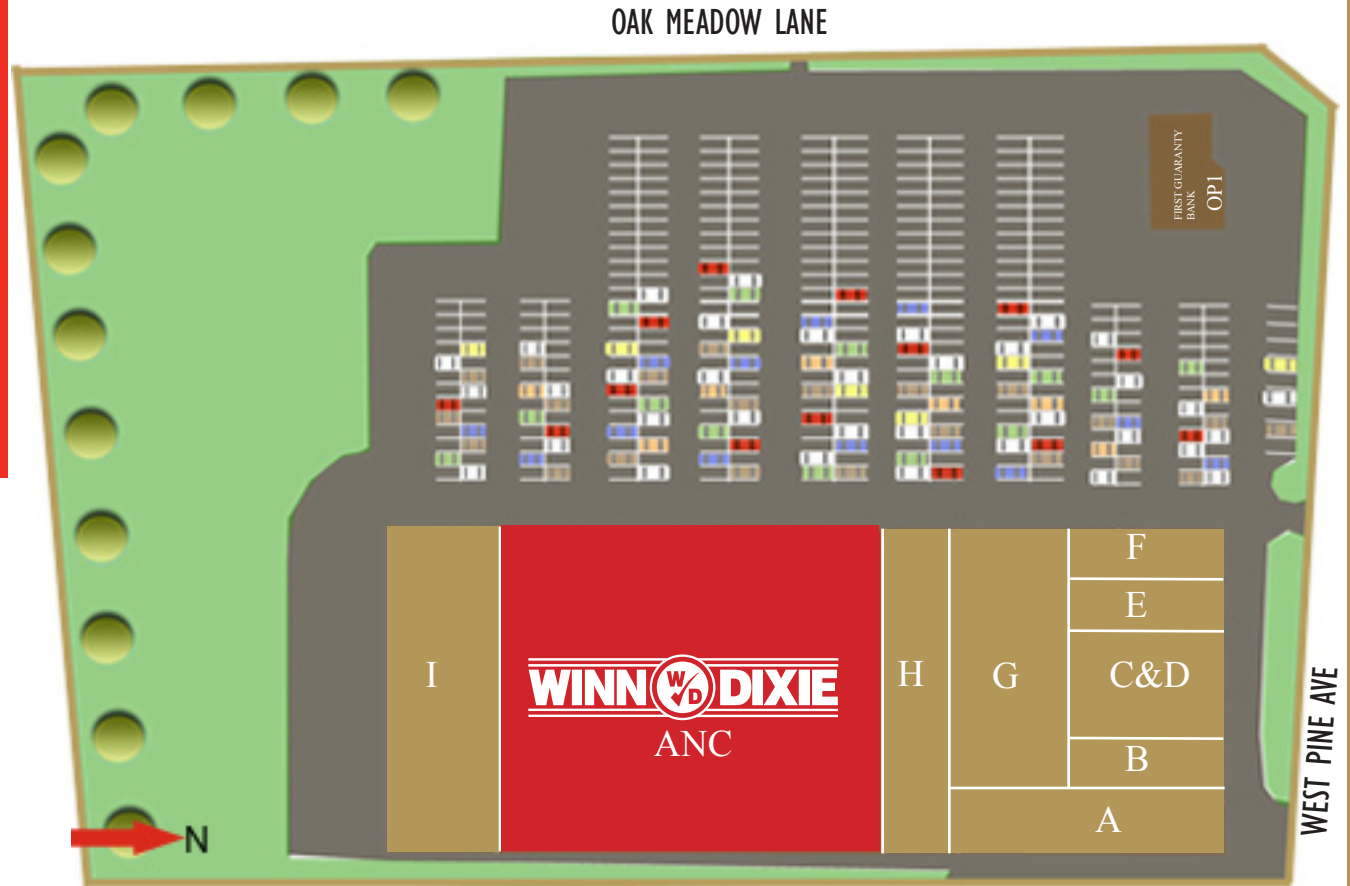 OAK MEADOW LANE
FIRST GUARANTY
BANK
OP1
F
E
I
WINN W D DIXIE
H
G
C&D
ANC
B
A
WEST PINE AVE
N